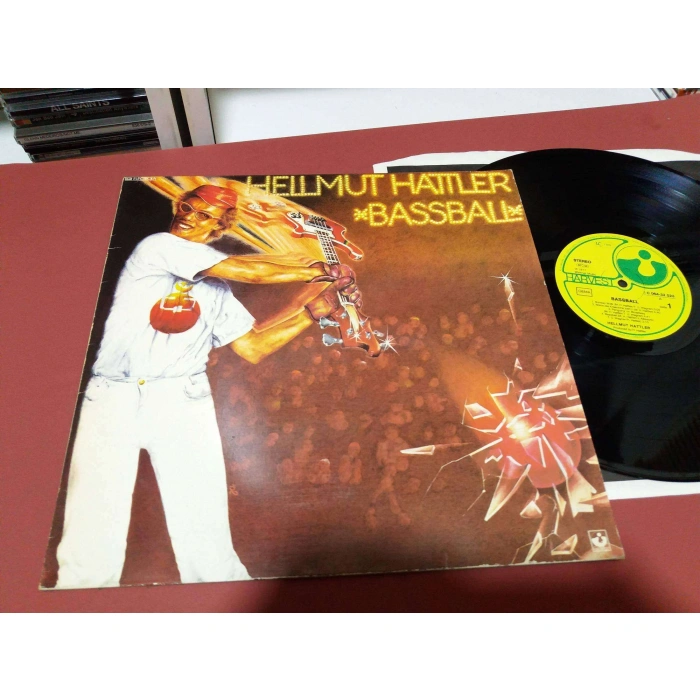 ALL SAINTS
HELLMUT HATTLER
*BASSBALL*
STEREO
HARVEST
BASSBALL
1
HELLMUT HATTLER